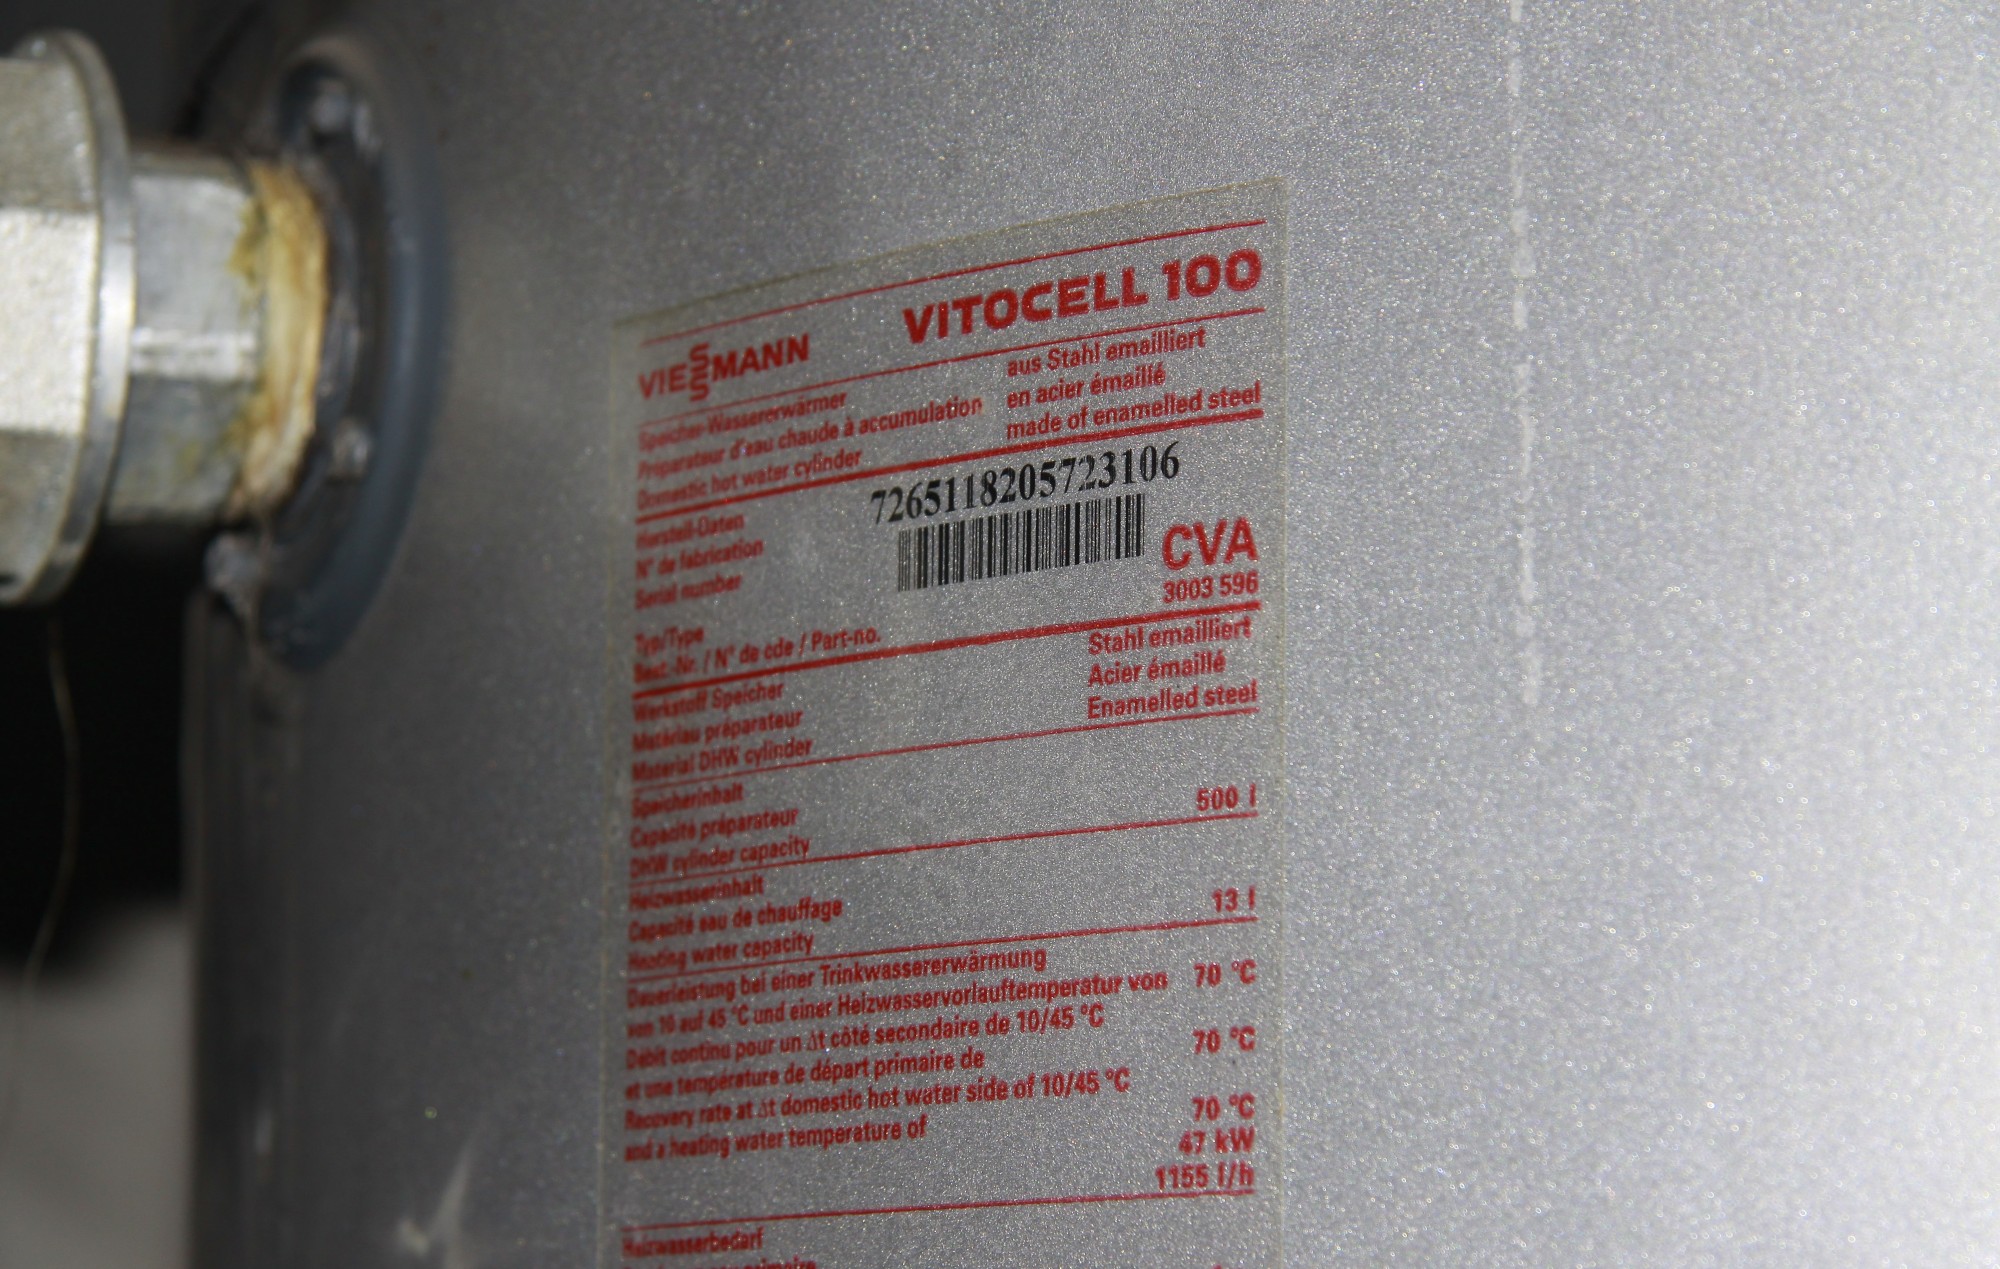 VIESSMANN VITOCELL 100
Speicher-Wassererwärmer aus Stahl emailliert
Préparateur d'eau chaude à accumulation en acier émaillé
Domestic hot water cylinder made of enamelled steel
Herstell-Daten
N° de fabrication
Serial number
7265118205723106
Typ/Type CVA
Best.-Nr. / N° de cde / Part-no. 3003 596
Werkstoff Speicher Stahl emailliert
Matériau préparateur Acier émaillé
Material DHW cylinder Enamelled steel
Speicherinhalt
Capacité préparateur
DHW cylinder capacity 500 l
Heizwasserinhalt
Capacité eau de chauffage
Heating water capacity 13 l
Dauerleistung bei einer Trinkwassererwärmung
von 10 auf 45 °C und einer Heizwasservorlauftemperatur von 70 °C
Débit continu pour un Δt côté secondaire de 10/45 °C
et une température de départ primaire de 70 °C
Recovery rate at Δt domestic hot water side of 10/45 °C
and a heating water temperature of 70 °C
47 kW
1155 l/h
Heizwasserbedarf